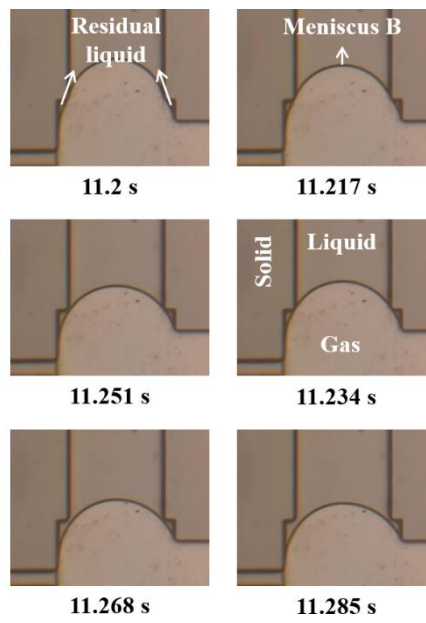 Residual
liquid
Meniscus B
11.2 s
11.217 s
Solid
Liquid
Gas
11.251 s
11.234 s
11.268 s
11.285 s